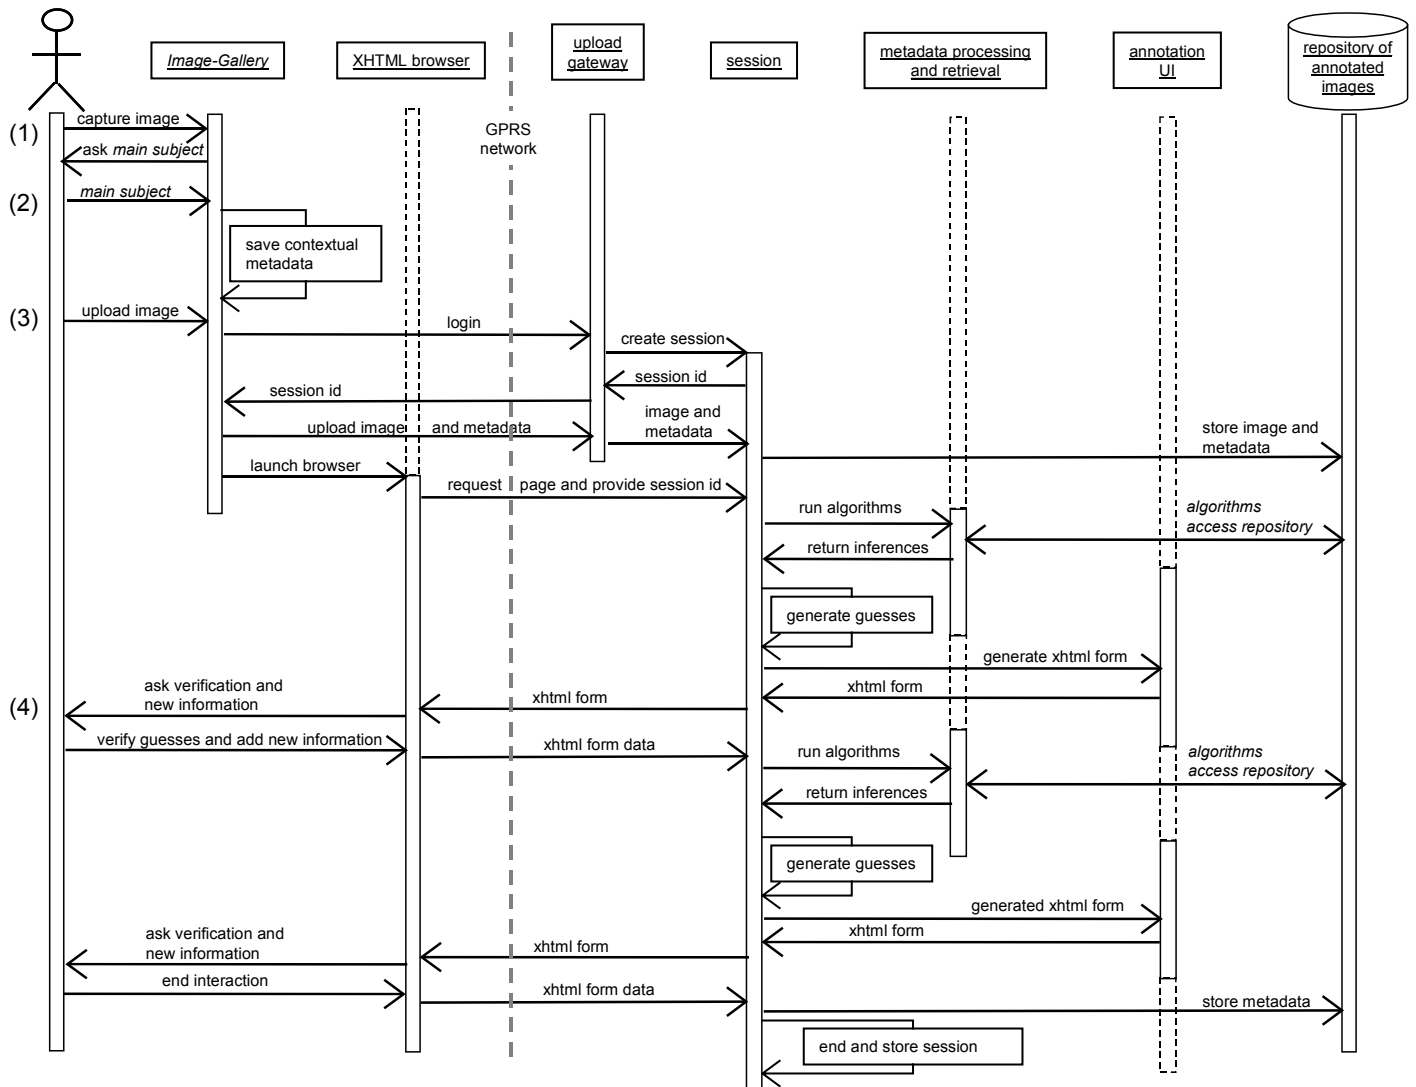 Image-Gallery
XHTML browser
upload
gateway
session
metadata processing
and retrieval
annotation
UI
repository of
annotated
images
(1)
capture image
GPRS
network
ask main subject
(2)
main subject
save contextual
metadata
(3)
upload image
login
create session
session id
session id
image and
metadata
upload image and metadata
store image and
metadata
launch browser
request page and provide session id
run algorithms
algorithms
access repository
return inferences
generate guesses
generate xhtml form
xhtml form
(4)
ask verification and
new information
xhtml form
verify guesses and add new information
xhtml form data
run algorithms
algorithms
access repository
return inferences
generate guesses
generated xhtml form
xhtml form
ask verification and
new information
xhtml form
end interaction
xhtml form data
store metadata
end and store session